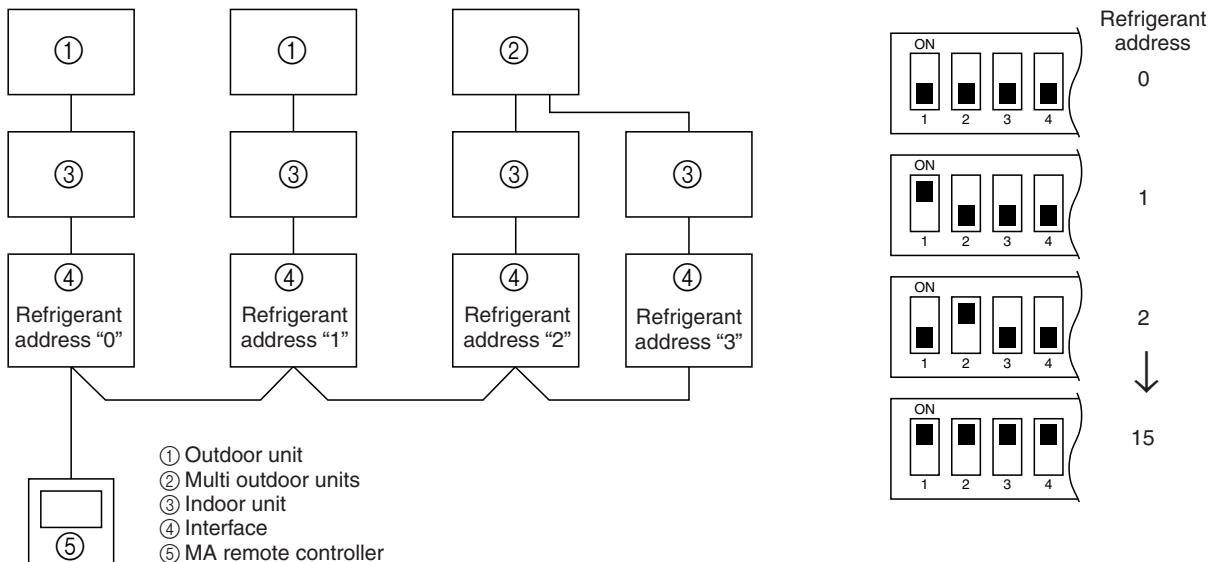 ①
①
②
③
③
③
③
④
Refrigerant
address “0”
④
Refrigerant
address “1”
④
Refrigerant
address “2”
④
Refrigerant
address “3”
⑤
① Outdoor unit
② Multi outdoor units
③ Indoor unit
④ Interface
⑤ MA remote controller
Refrigerant
address
ON
1 2 3 4
0
ON
1 2 3 4
1
ON
1 2 3 4
2
ON
1 2 3 4
15